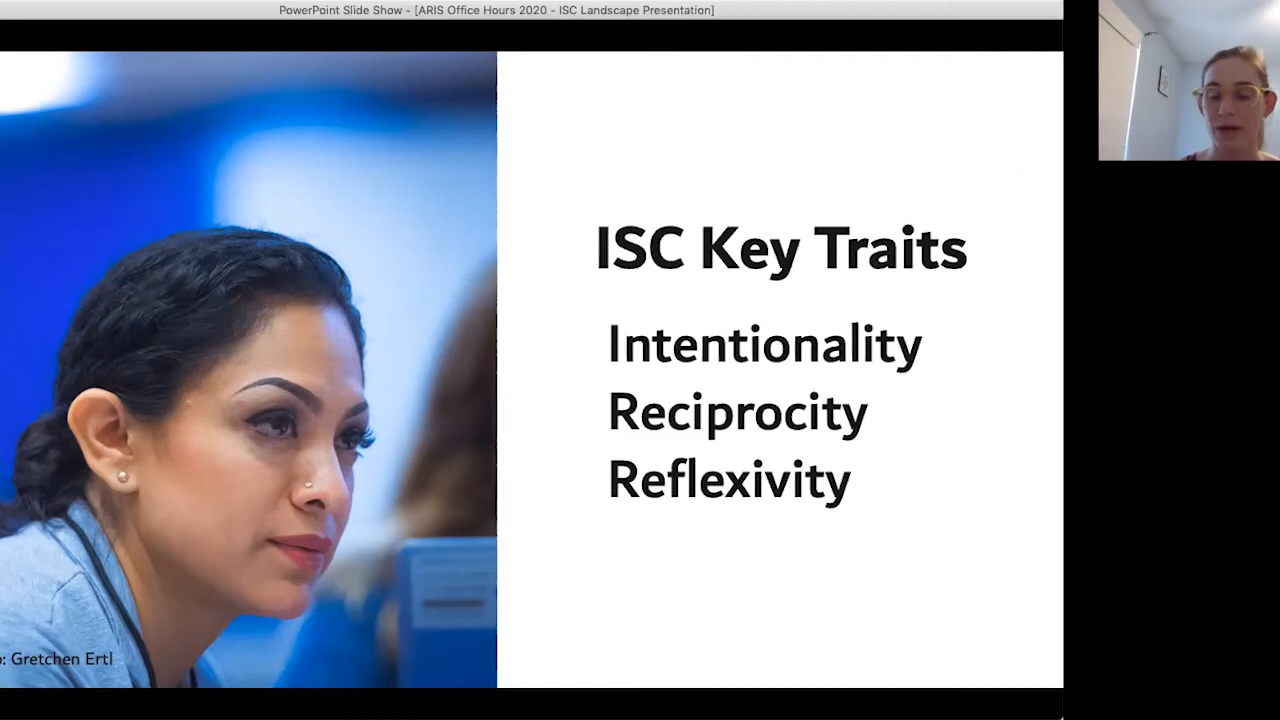 PowerPoint Slide Show - [ARIS Office Hours 2020 - ISC Landscape Presentation]
ISC Key Traits
Intentionality
Reciprocity
Reflexivity
: Gretchen Ertl